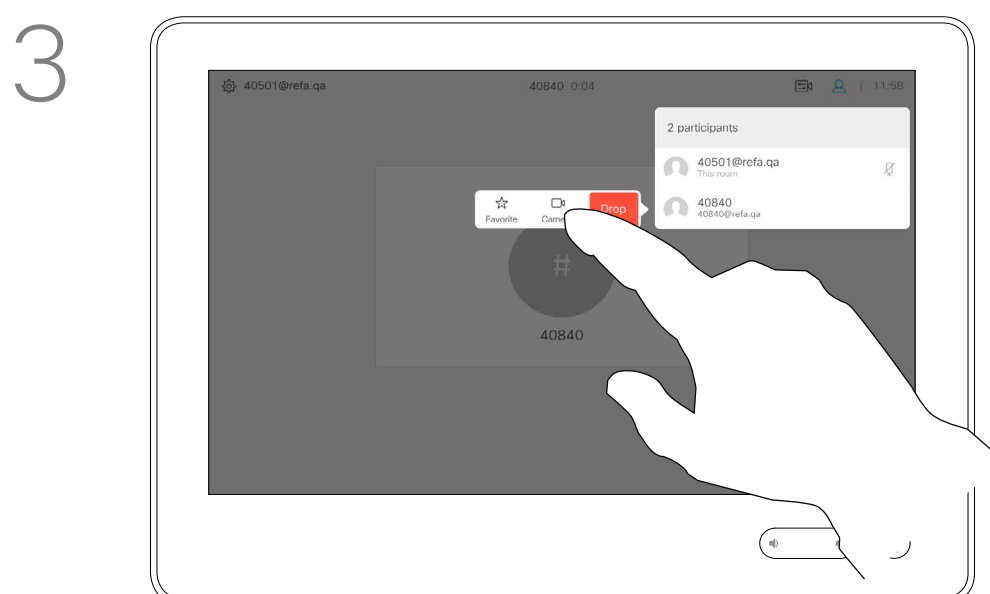 3
40501@refa.qa 40840 0:04 | 11:58
2 participants
40501@refa.qa
This room
40840
40840@refa.qa
Favorite Drop
#
40840